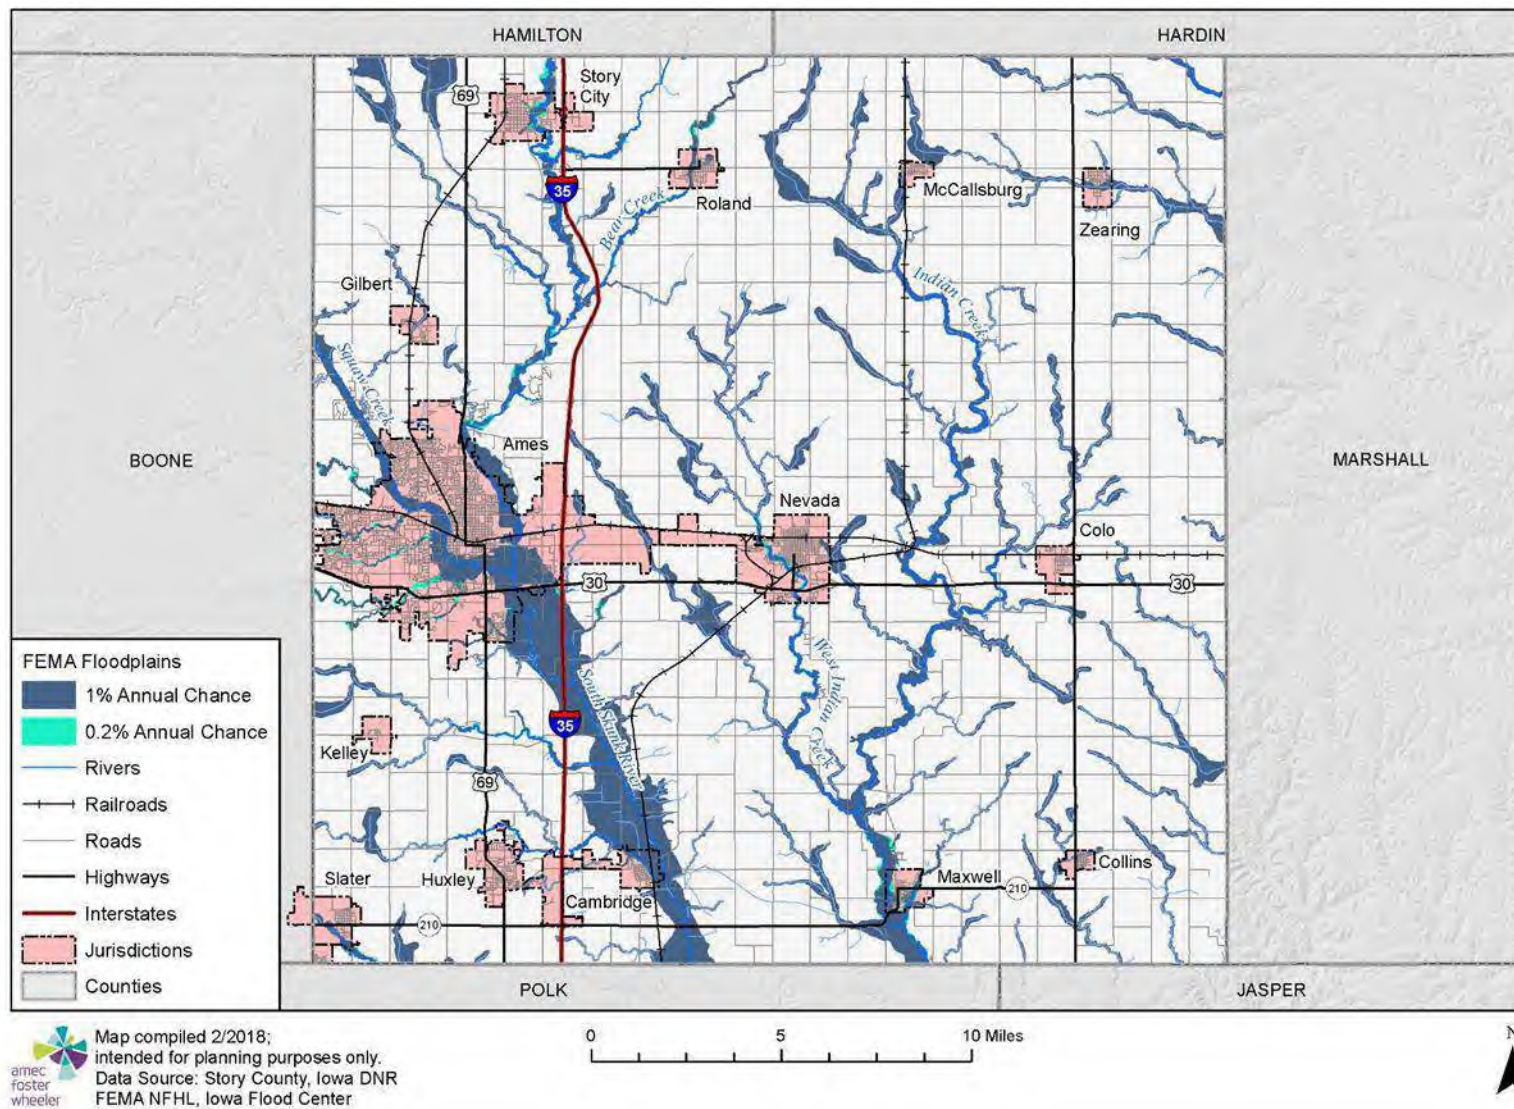 HAMILTON
HARDIN
69
Story
City
35
Bear Creek
Roland
McCallsburg
Zearing
Gilbert
Indian Creek
Squaw Creek
BOONE
Ames
MARSHALL
Nevada
Colo
30
30
FEMA Floodplains
1% Annual Chance
0.2% Annual Chance
Rivers
Railroads
Roads
Highways
Interstates
Jurisdictions
Counties
West Indian Creek
South Skunk River
35
Kelley
69
Slater
Huxley
Cambridge
Maxwell
Collins
210
210
POLK
JASPER
Map compiled 2/2018;
intended for planning purposes only.
Data Source: Story County, Iowa DNR
FEMA NFHL, Iowa Flood Center
amec
foster
wheeler
0 5 10 Miles